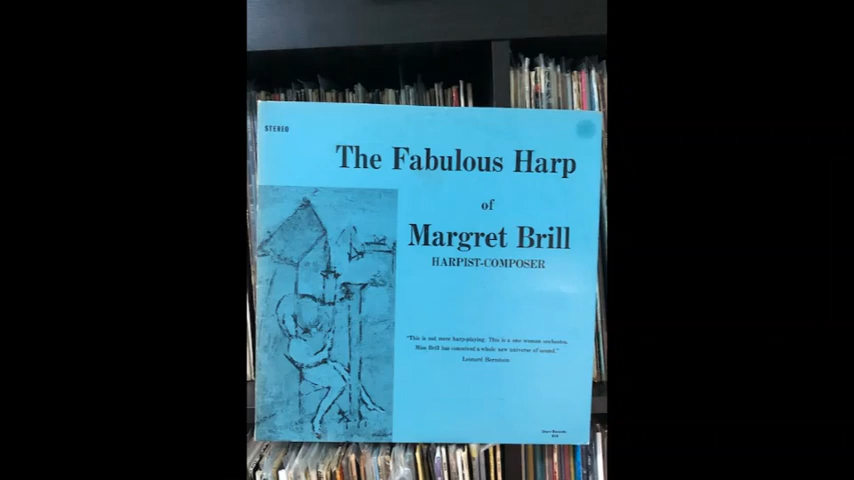 STEREO
The Fabulous Harp
of
Margret Brill
HARPIST-COMPOSER
"This is not mere harp-playing. This is a one woman orchestra.
Miss Brill has conceived a whole new universe of sound."
Leonard Bernstein
Records